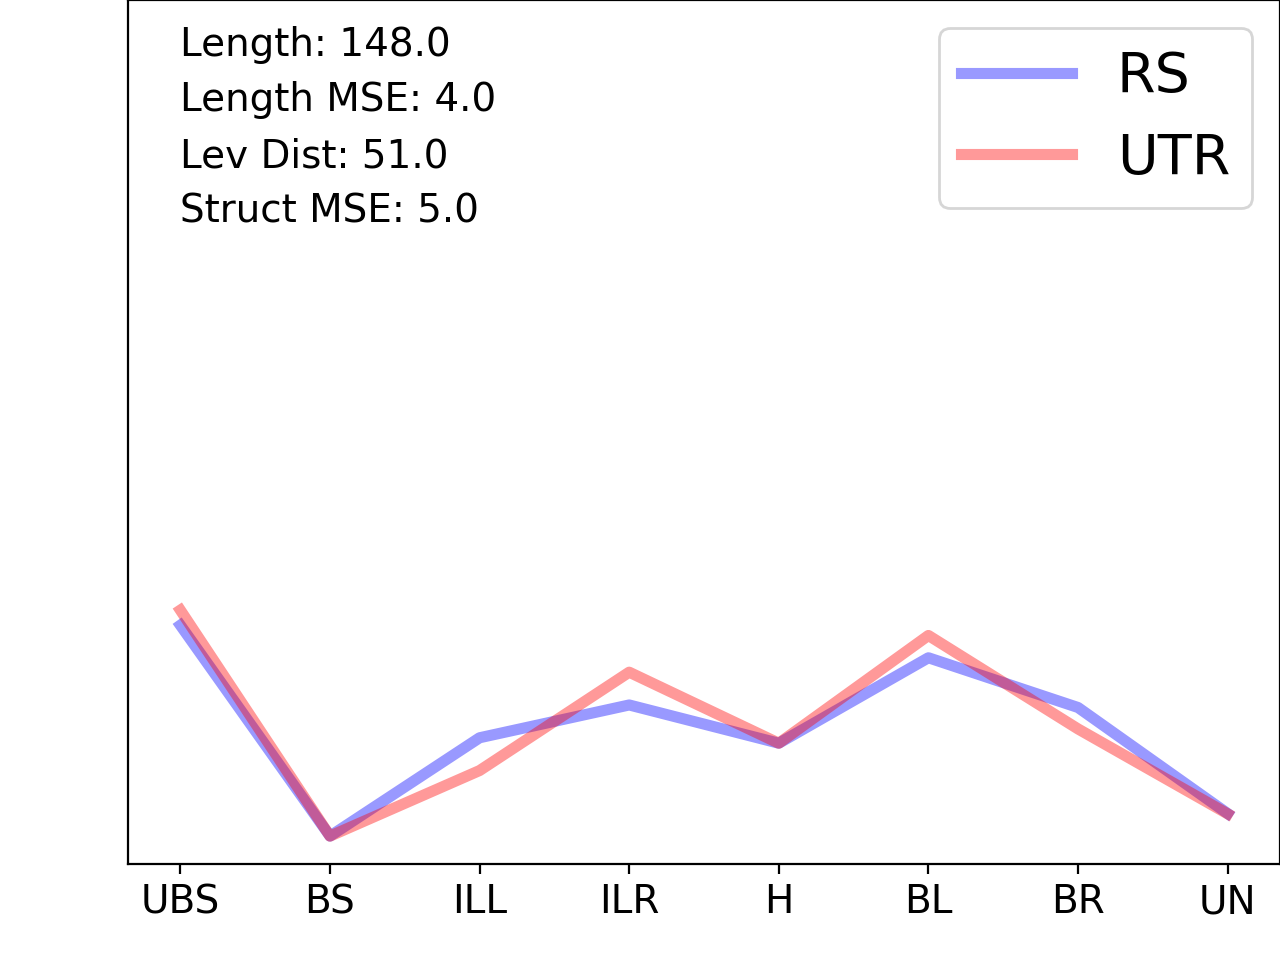 Length: 148.0
Length MSE: 4.0
Lev Dist: 51.0
Struct MSE: 5.0
RS
UTR
UBS BS ILL ILR H BL BR UN